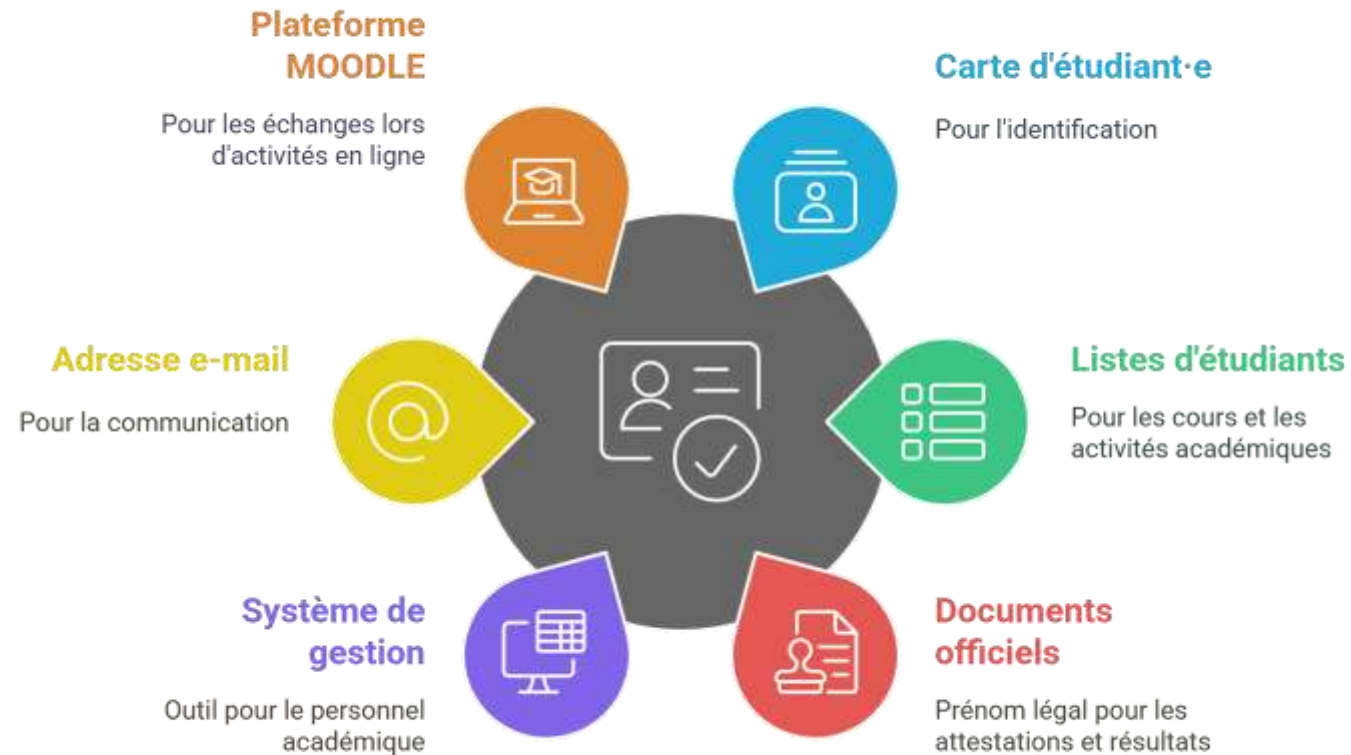 Plateforme
MOODLE
Pour les échanges lors
d'activités en ligne
Carte d'étudiant·e
Pour l'identification
Adresse e-mail
Pour la communication
Listes d'étudiants
Pour les cours et les
activités académiques
Système de
gestion
Outil pour le personnel
académique
Documents
officiels
Prénom légal pour les
attestations et résultats